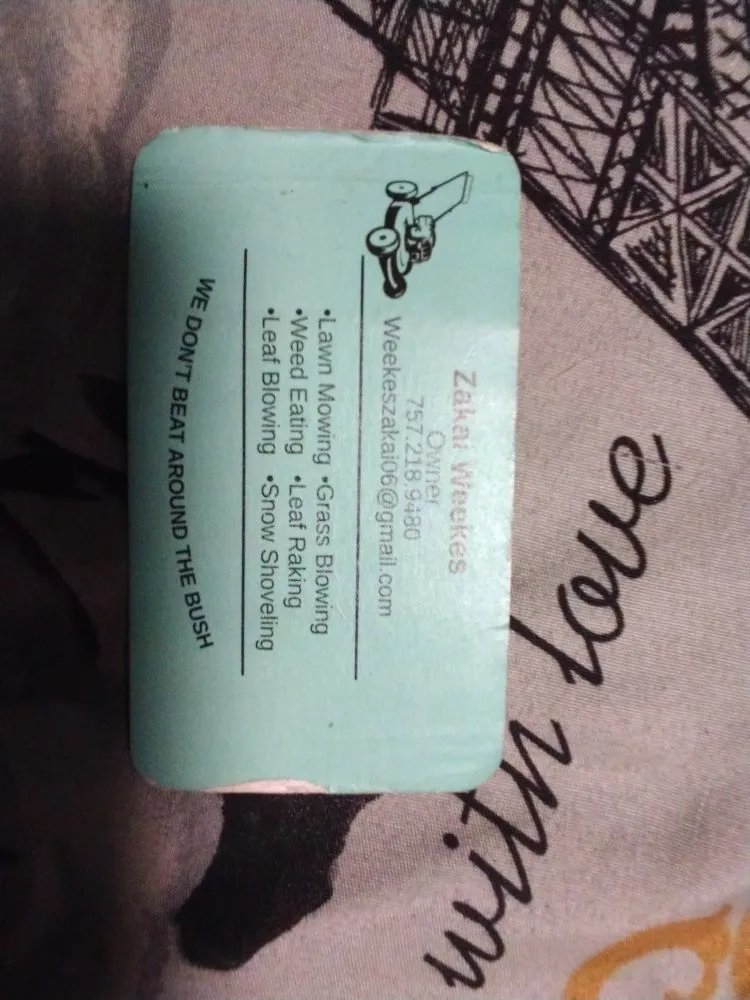 Zakai Weekes
Owner
757.218.9480
Weekeszakai06@gmail.com
•Lawn Mowing •Grass Blowing
•Weed Eating •Leaf Raking
•Leaf Blowing •Snow Shoveling
WE DON'T BEAT AROUND THE BUSH
with love